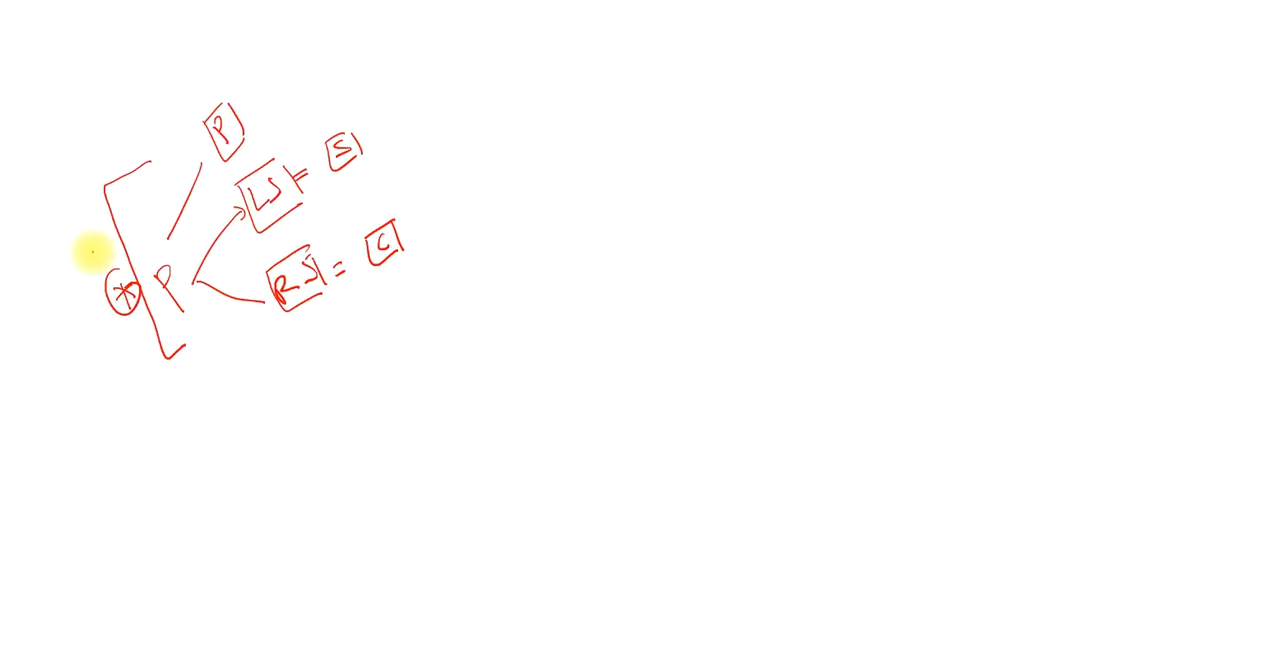 P
LS = S
* P
RS = C